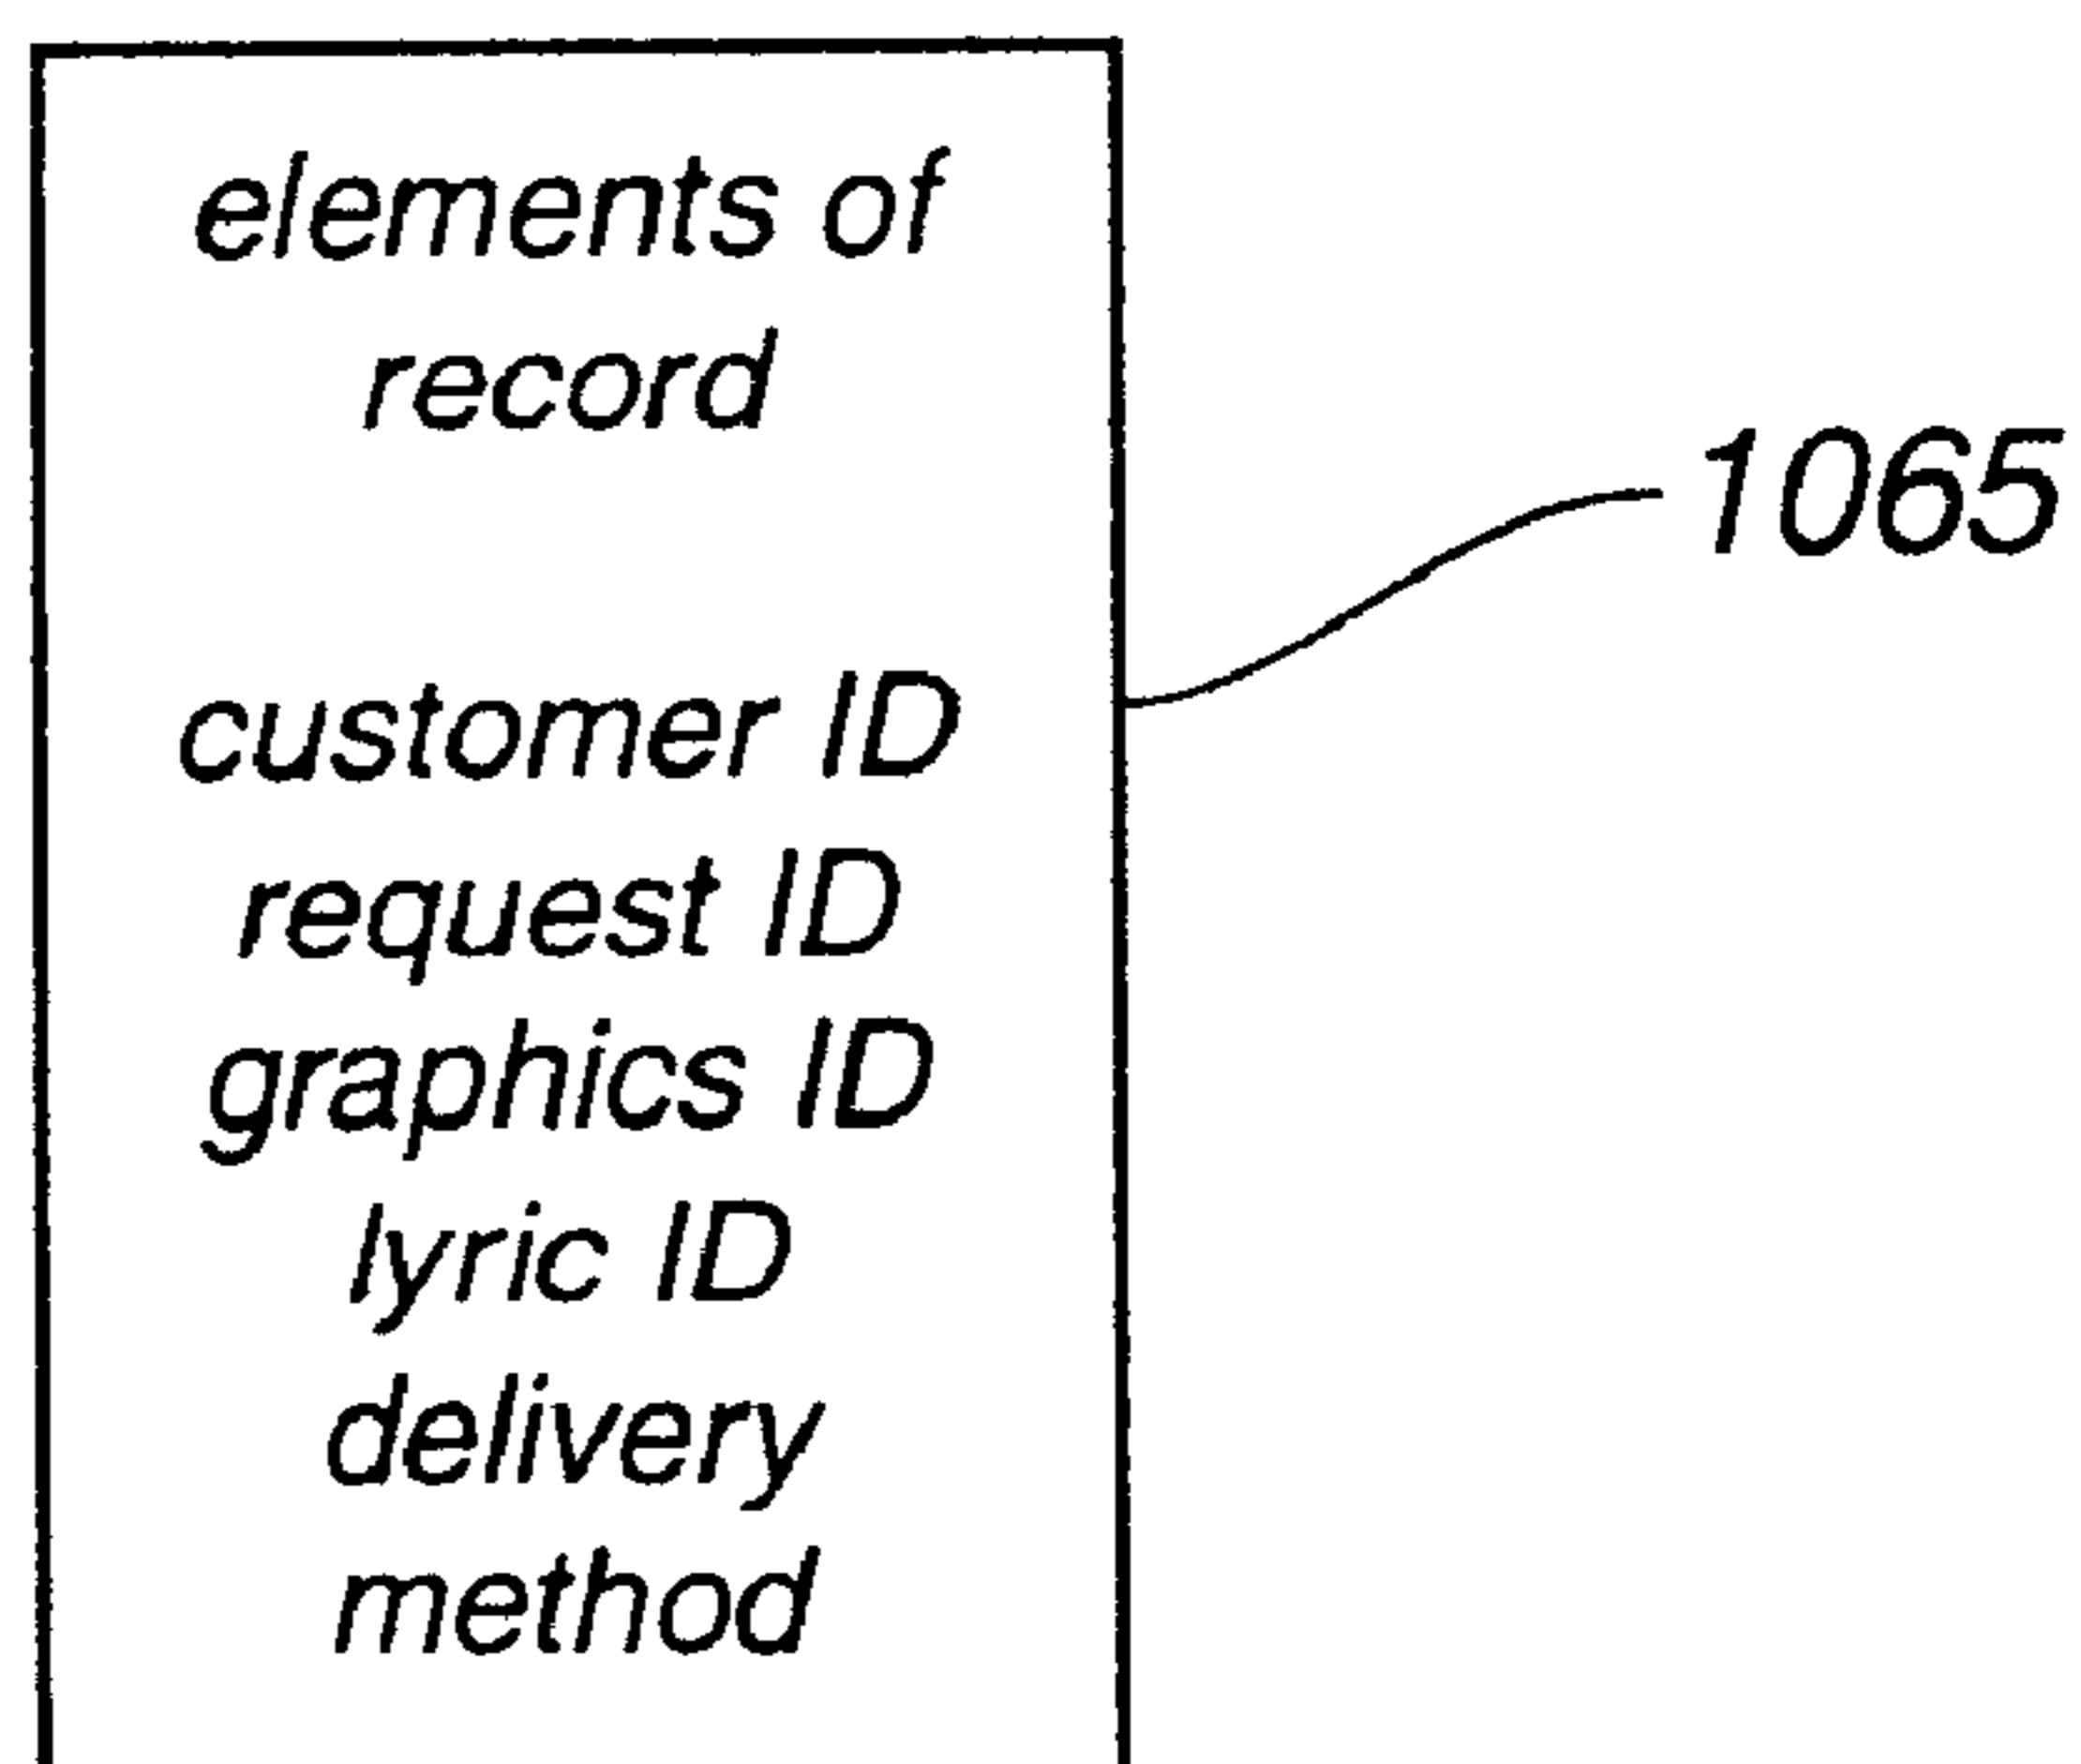 elements of
record
1065
customer ID
request ID
graphics ID
lyric ID
delivery
method